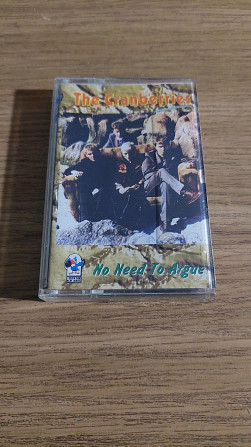 The Cranberries
No Need To Argue